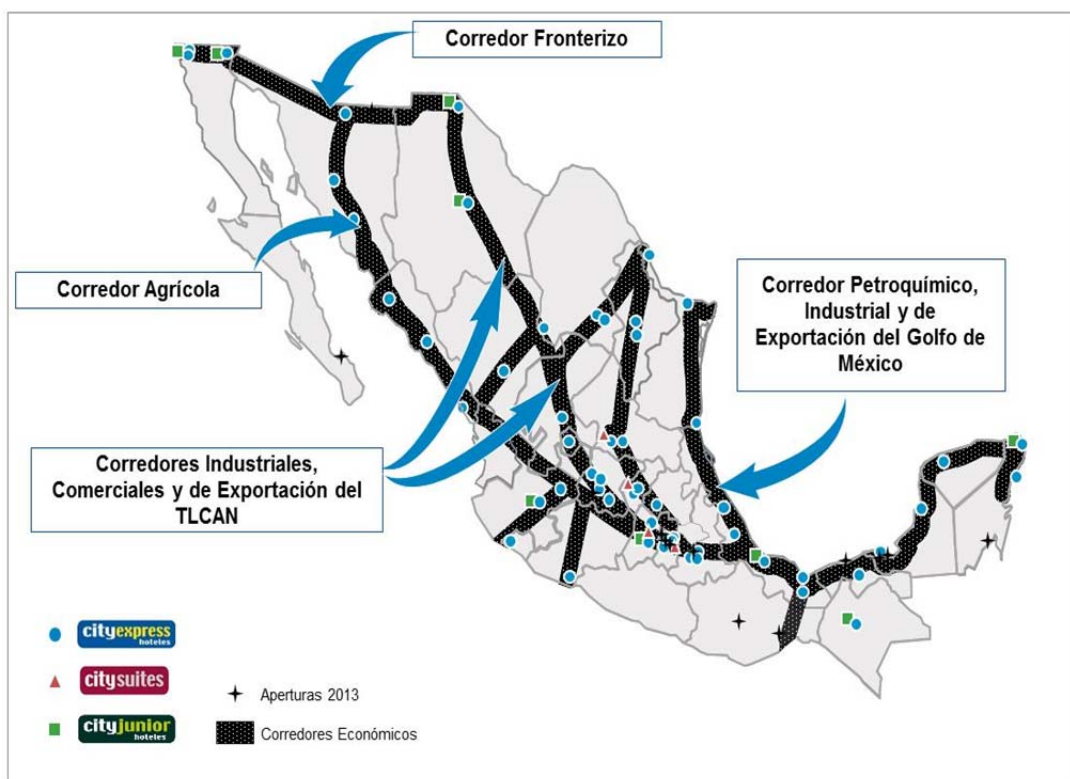 Corredor Fronterizo
Corredor Agrícola
Corredor Petroquímico,
Industrial y de
Exportación del Golfo de
México
Corredores Industriales,
Comerciales y de Exportación del
TLCAN
cityexpress
hoteles
citysuites
cityjunior
hoteles
Aperturas 2013
Corredores Económicos